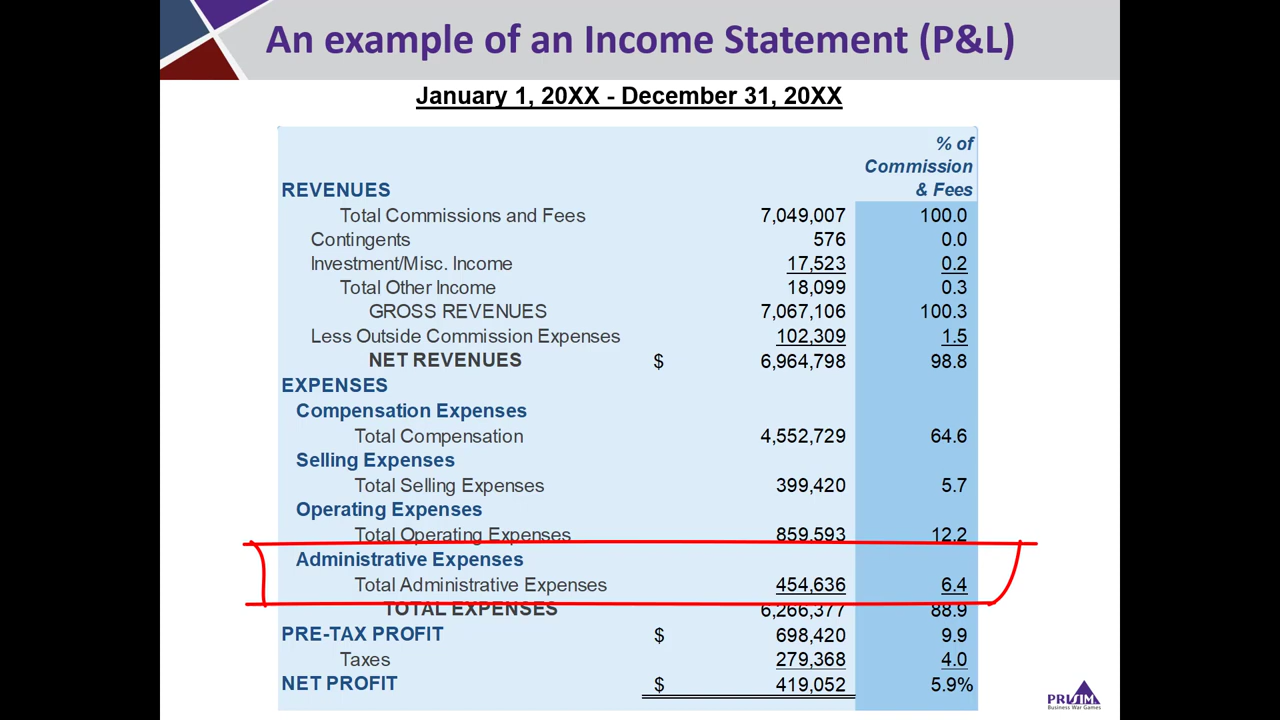 An example of an Income Statement (P&L)
January 1, 20XX - December 31, 20XX
% of
Commission
REVENUES & Fees
Total Commissions and Fees 7,049,007 100.0
Contingents 576 0.0
Investment/Misc. Income 17,523 0.2
Total Other Income 18,099 0.3
GROSS REVENUES 7,067,106 100.3
Less Outside Commission Expenses 102,309 1.5
NET REVENUES $ 6,964,798 98.8
EXPENSES
Compensation Expenses
Total Compensation 4,552,729 64.6
Selling Expenses
Total Selling Expenses 399,420 5.7
Operating Expenses
Total Operating Expenses 859,593 12.2
Administrative Expenses
Total Administrative Expenses 454,636 6.4
TOTAL EXPENSES 6,266,377 88.9
PRE-TAX PROFIT $ 698,420 9.9
Taxes 279,368 4.0
NET PROFIT $ 419,052 5.9%
PRISIM
Business War Games